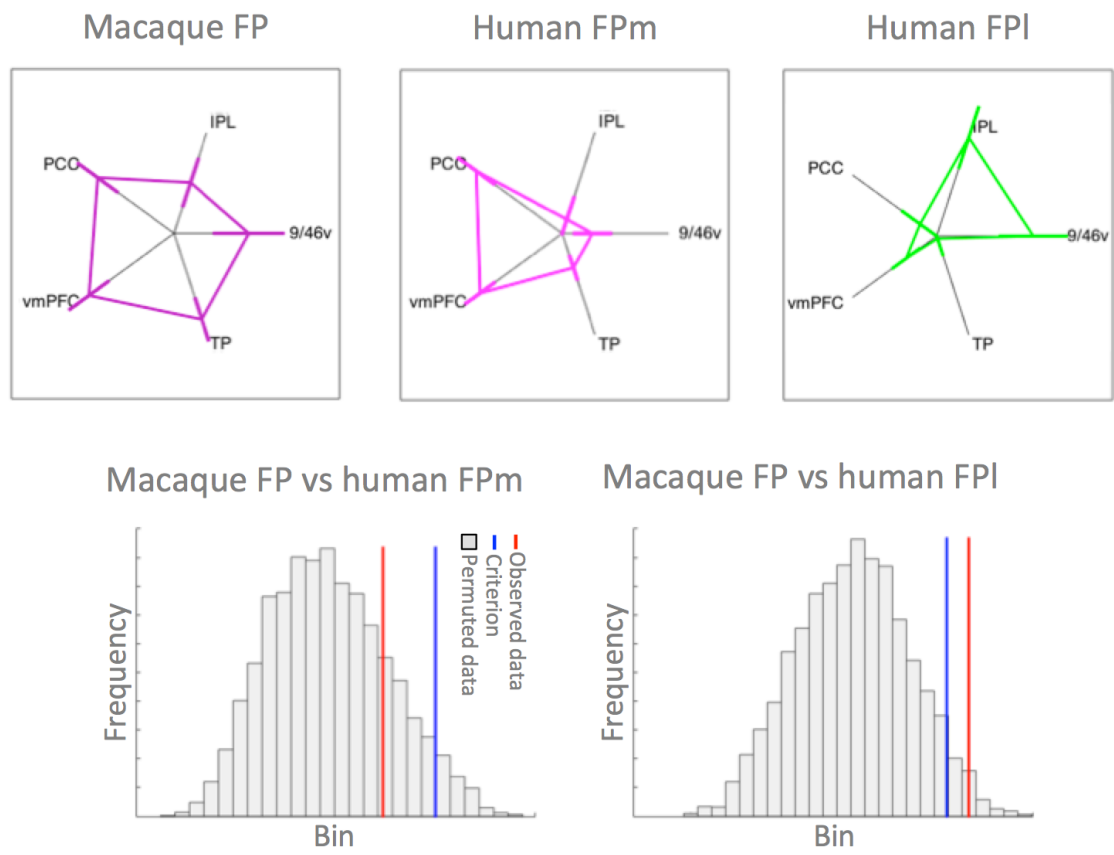 Macaque FP
Human FPm
Human FPl
IPL
PCC
9/46v
vmPFC
TP
IPL
PCC
9/46v
vmPFC
TP
IPL
PCC
9/46v
vmPFC
TP
Macaque FP vs human FPm
Macaque FP vs human FPl
Frequency
Observed data
Criterion
Permuted data
Bin
Frequency
Bin